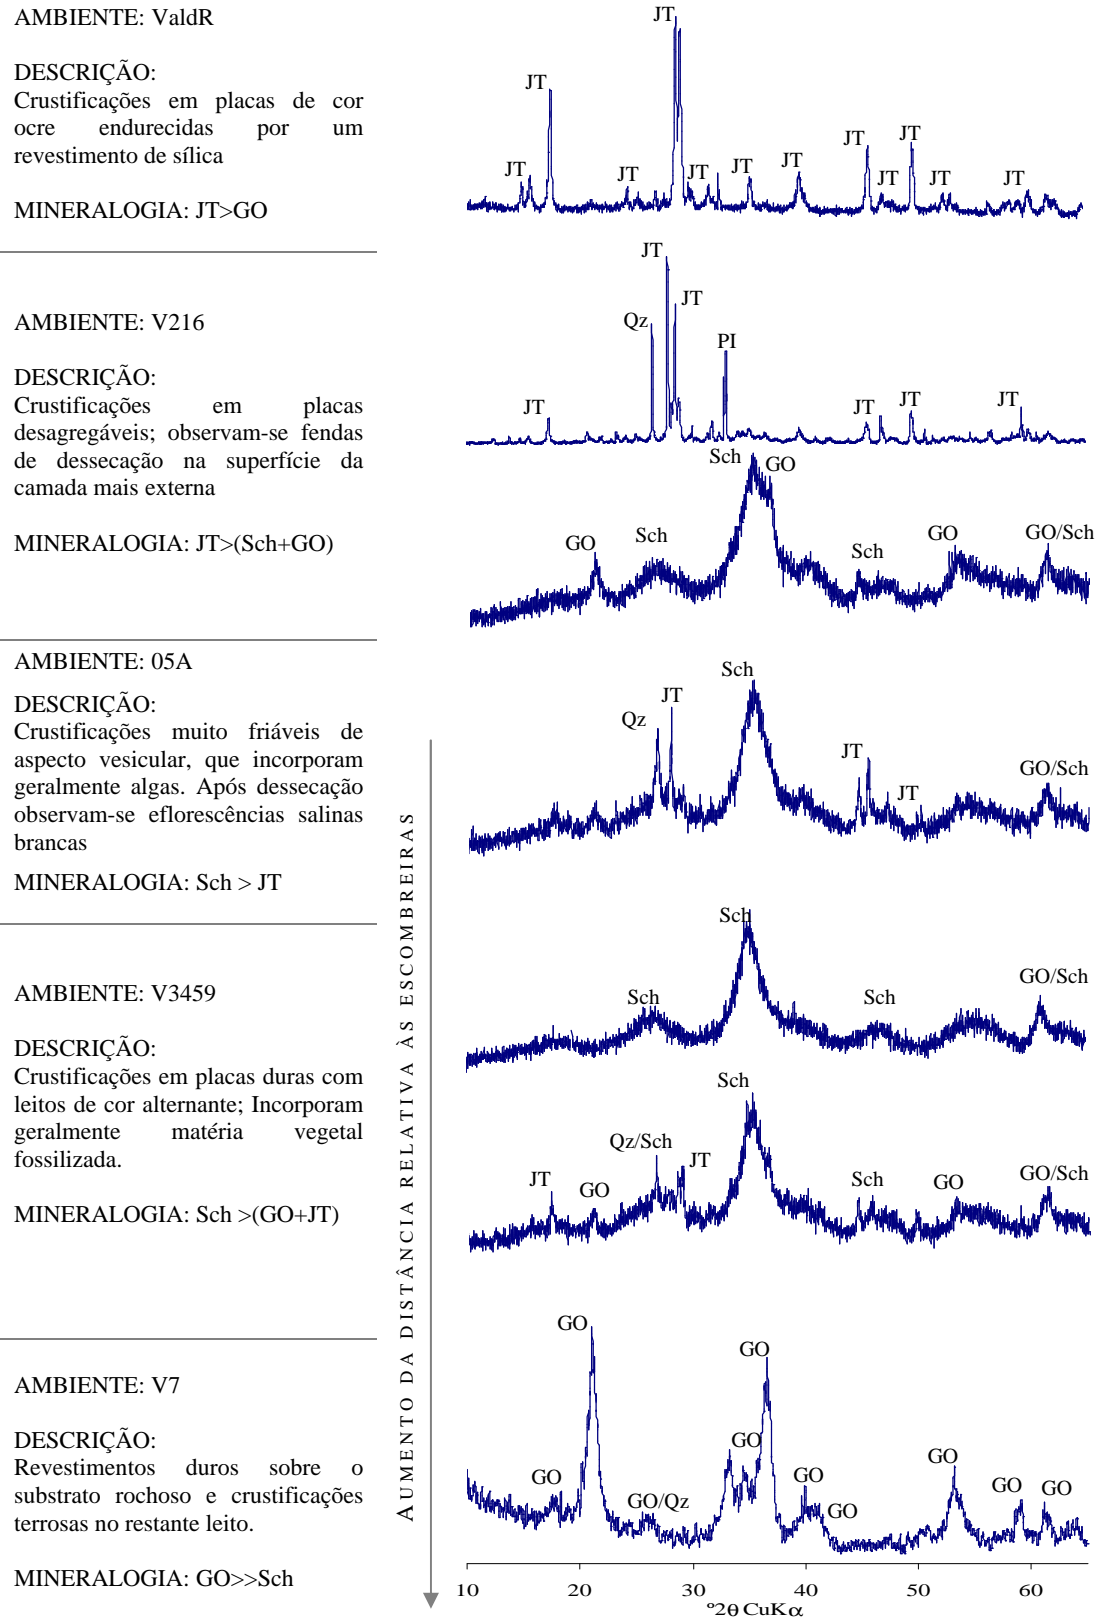 AMBIENTE: ValdR
DESCRIÇÃO:
Crustificações em placas de cor
ocre endurecidas por um
revestimento de sílica
MINERALOGIA: JT>GO
JT
JT
JT
JT
JT
JT
JT
JT
JT
JT
JT
JT
AMBIENTE: V216
DESCRIÇÃO:
Crustificações em placas
desagregáveis; observam-se fendas
de dessecação na superfície da
camada mais externa
MINERALOGIA: JT>(Sch+GO)
JT
JT
Qz
PI
JT
JT
JT
JT
Sch
GO
GO
Sch
Sch
GO
GO/Sch
AMBIENTE: 05A
DESCRIÇÃO:
Crustificações muito friáveis de
aspecto vesicular, que incorporam
geralmente algas. Após dessecação
observam-se eflorescências salinas
brancas
MINERALOGIA: Sch > JT
Sch
JT
Qz
JT
JT
GO/Sch
AMBIENTE: V3459
DESCRIÇÃO:
Crustificações em placas duras com
leitos de cor alternante; Incorporam
geralmente matéria vegetal
fossilizada.
MINERALOGIA: Sch >(GO+JT)
Sch
Sch
Sch
GO/Sch
Sch
Qz/Sch
JT
JT
GO
Sch
GO
GO/Sch
AMBIENTE: V7
DESCRIÇÃO:
Revestimentos duros sobre o
substrato rochoso e crustificações
terrosas no restante leito.
MINERALOGIA: GO>>Sch
GO
GO
GO
GO
GO/Qz
GO
GO
GO
GO
GO
AUMENTO DA DISTÂNCIA RELATIVA ÀS ESCOMBREIRAS
10 20 30 40 50 60
º2θ CuKα